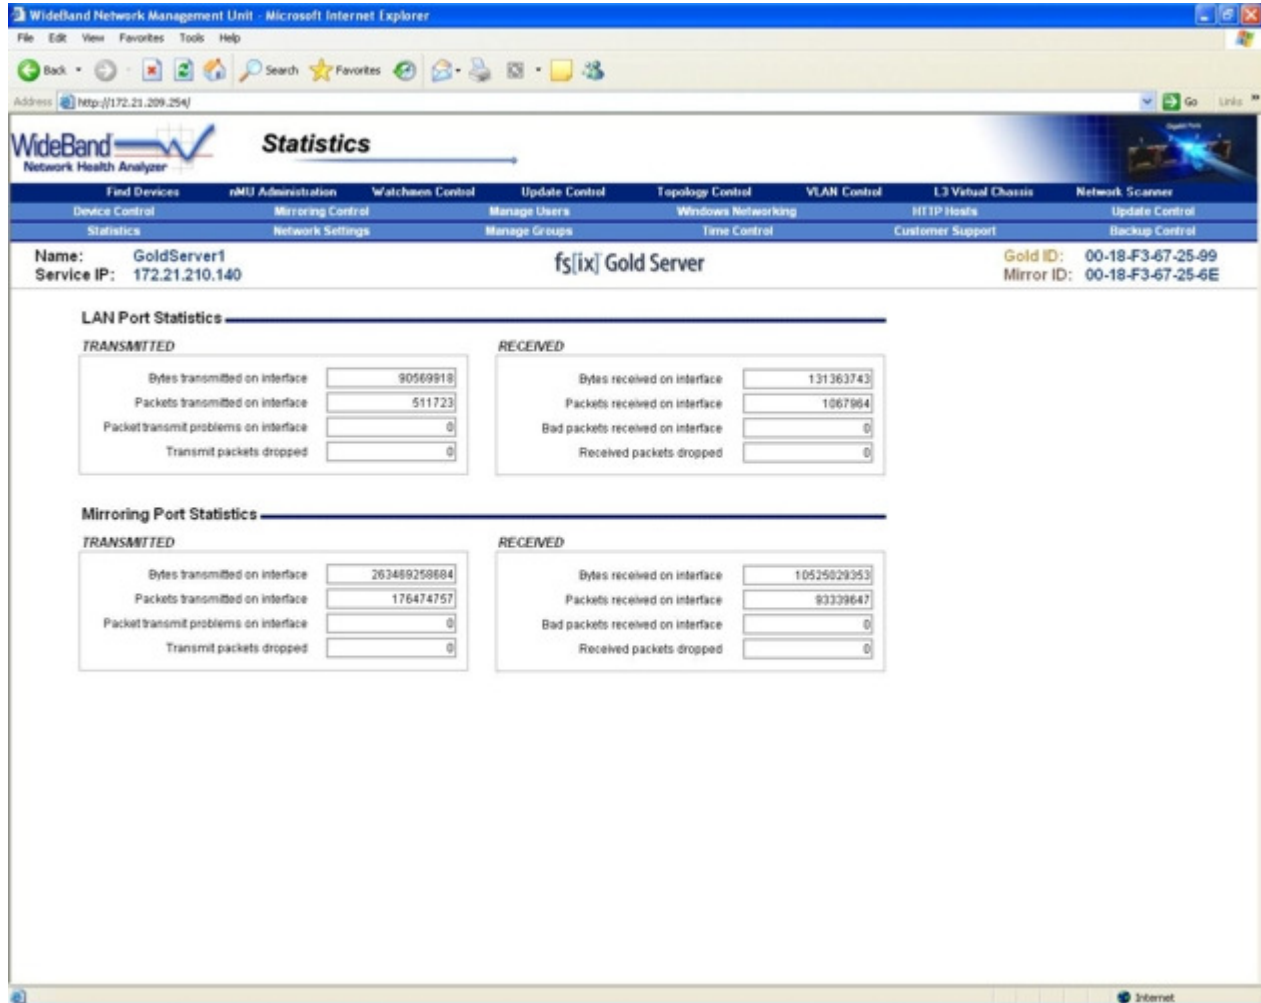 WideBand Network Management Unit - Microsoft Internet Explorer
File Edit View Favorites Tools Help
Back Search Favorites
Address http://172.21.209.254/ Go Links »
WideBand Network Health Analyzer
Statistics
Find Devices nMU Administration Watchmen Control Update Control Topology Control VLAN Control L3 Virtual Chassis Network Scanner
Device Control Mirroring Control Manage Users Windows Networking HTTP Hosts Update Control
Statistics Network Settings Manage Groups Time Control Customer Support Backup Control
Name: GoldServer1 fs[ix] Gold Server Gold ID: 00-18-F3-67-25-99
Service IP: 172.21.210.140 Mirror ID: 00-18-F3-67-25-6E
LAN Port Statistics
TRANSMITTED RECEIVED
Bytes transmitted on interface 90569918 Bytes received on interface 131363743
Packets transmitted on interface 511723 Packets received on interface 1067964
Packet transmit problems on interface 0 Bad packets received on interface 0
Transmit packets dropped 0 Received packets dropped 0
Mirroring Port Statistics
TRANSMITTED RECEIVED
Bytes transmitted on interface 263469258684 Bytes received on interface 10525029353
Packets transmitted on interface 176474757 Packets received on interface 93339647
Packet transmit problems on interface 0 Bad packets received on interface 0
Transmit packets dropped 0 Received packets dropped 0
Internet